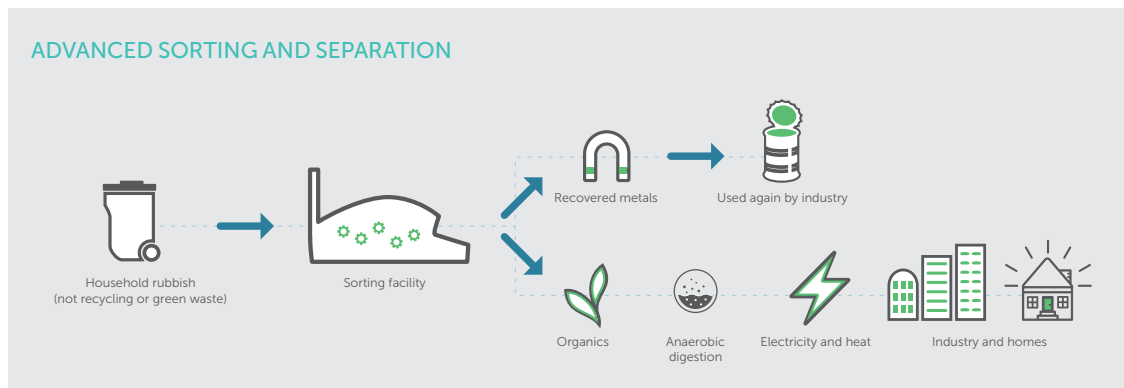 ADVANCED SORTING AND SEPARATION
Recovered metals
Used again by industry
Household rubbish
(not recycling or green waste)
Sorting facility
Organics
Anaerobic
digestion
Electricity and heat
Industry and homes